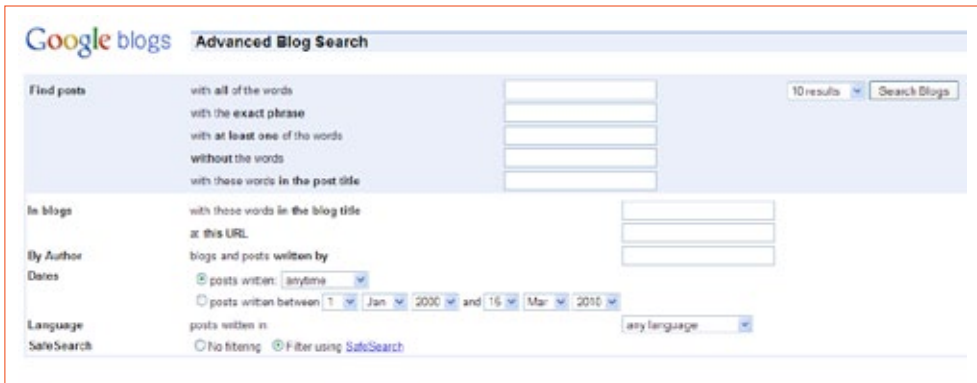 Google blogs Advanced Blog Search
Find posts with all of the words 10 results Search Blogs
with the exact phrase
with at least one of the words
without the words
with these words in the post title
In blogs with these words in the blog title
at this URL
By Author blogs and posts written by
Dates posts written: anytime
posts written between 1 Jan 2000 and 16 Mar 2010
Language posts written in any language
SafeSearch No filtering Filter using SafeSearch